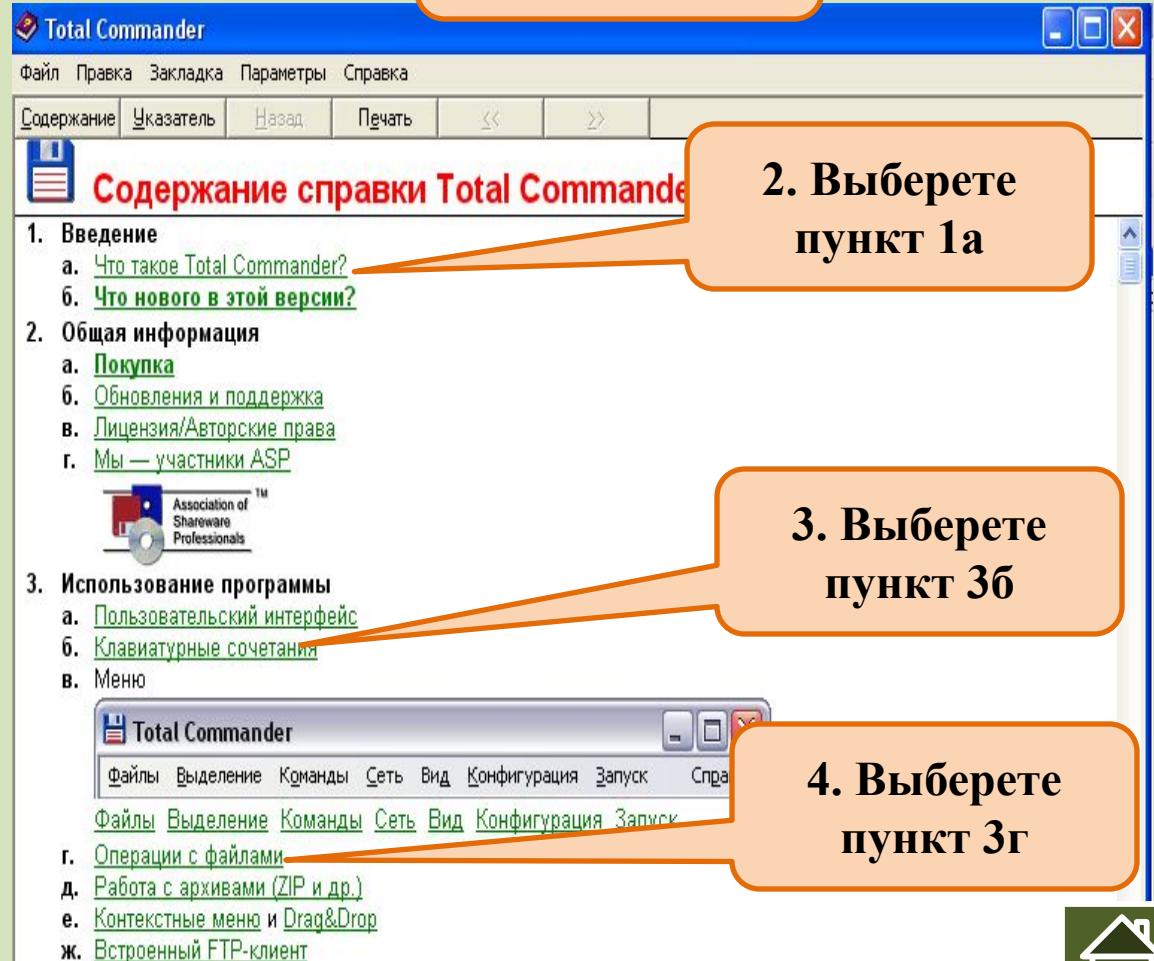 Total Commander
Файл Правка Закладка Параметры Справка
Содержание Указатель Назад Печать << >>
Содержание справки Total Commande
2. Выберете
пункт 1а
1. Введение
а. Что такое Total Commander?
б. Что нового в этой версии?
2. Общая информация
а. Покупка
б. Обновления и поддержка
в. Лицензия/Авторские права
г. Мы — участники ASP
Association of TM
Shareware
Professionals
3. Выберете
пункт 3б
3. Использование программы
а. Пользовательский интерфейс
б. Клавиатурные сочетания
в. Меню
Total Commander
Файлы Выделение Команды Сеть Вид Конфигурация Запуск Спра
Файлы Выделение Команды Сеть Вид Конфигурация Запуск
4. Выберете
пункт 3г
г. Операции с файлами
д. Работа с архивами (ZIP и др.)
е. Контекстные меню и Drag&Drop
ж. Встроенный FTP-клиент